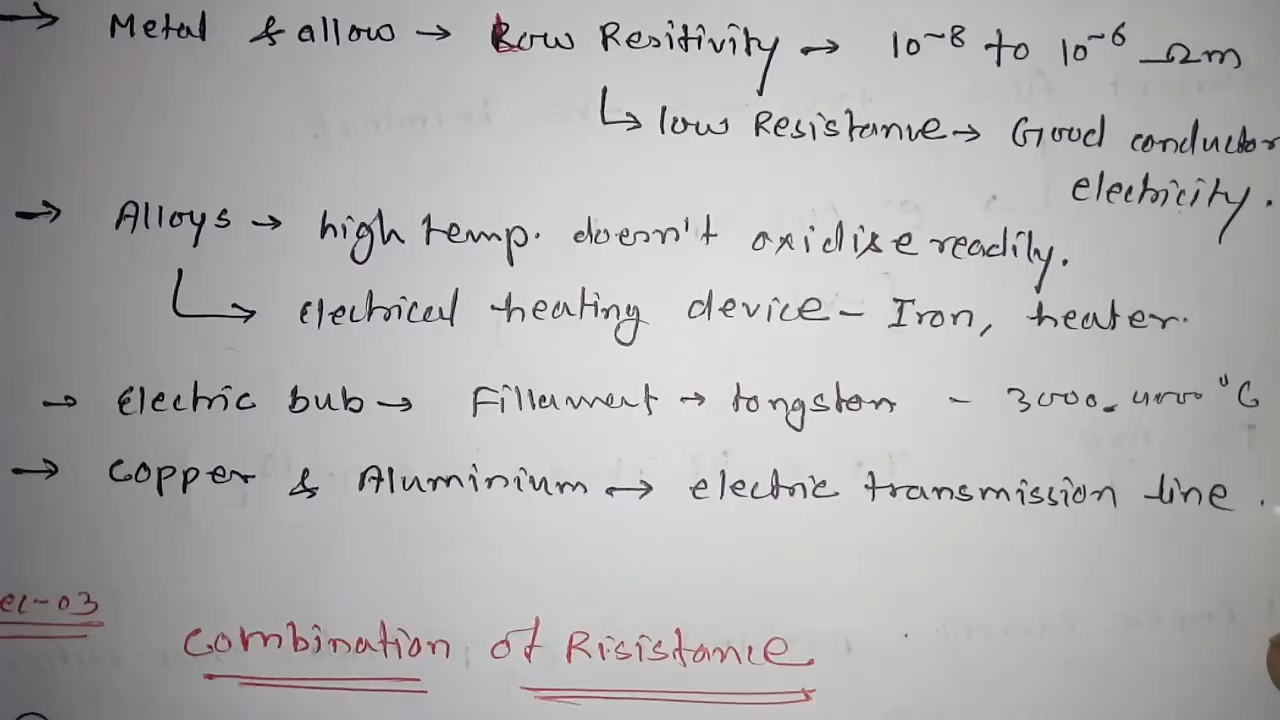 → Metal & allow → Low Resitivity → 10^-8 to 10^-6 Ωm
↳ low Resistance → Good conductor
electricity.
→ Alloys → high temp. doesn't oxidise readily.
↳ Electrical heating device - Iron, heater.
→ Electric bub → Fillament → tongston - 3000-4000 °C
→ Copper & Aluminium → electric transmission line.
ec-03
Combination of Risistance